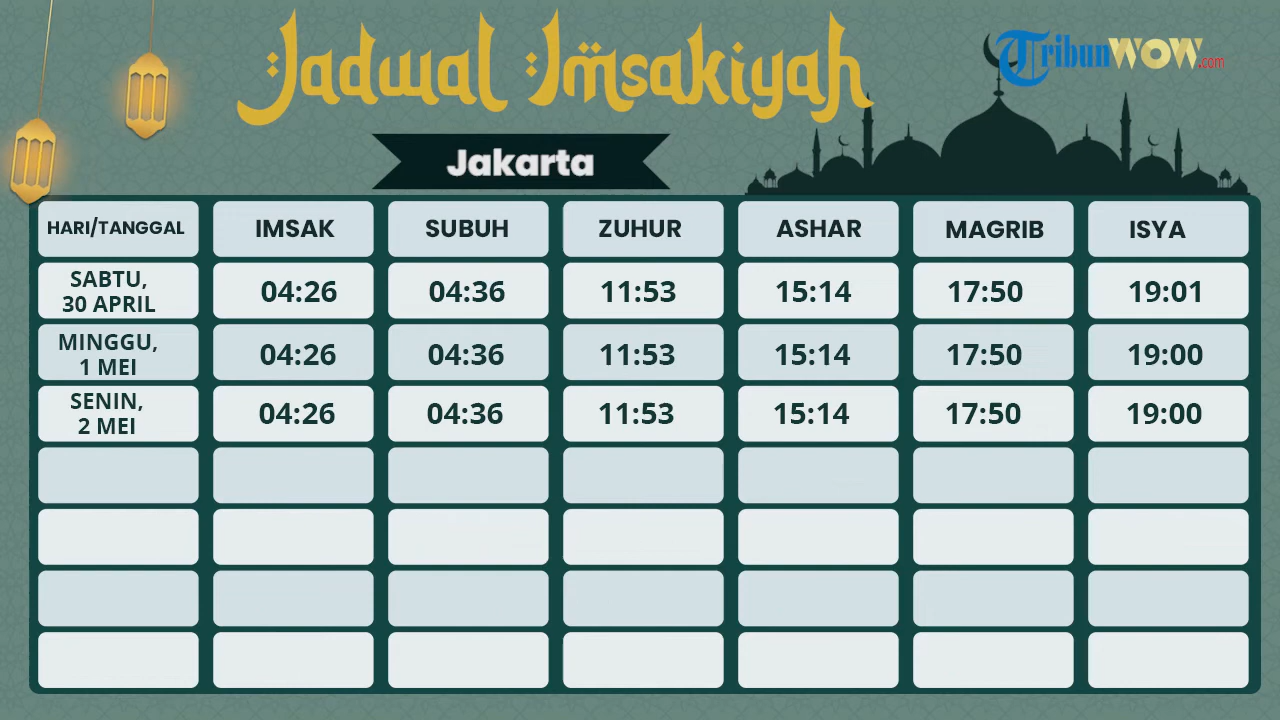 Jadwal Imsakiyah
TribunWOW.com
Jakarta
HARI/TANGGAL IMSAK SUBUH ZUHUR ASHAR MAGRIB ISYA
SABTU,
30 APRIL 04:26 04:36 11:53 15:14 17:50 19:01
MINGGU,
1 MEI 04:26 04:36 11:53 15:14 17:50 19:00
SENIN,
2 MEI 04:26 04:36 11:53 15:14 17:50 19:00